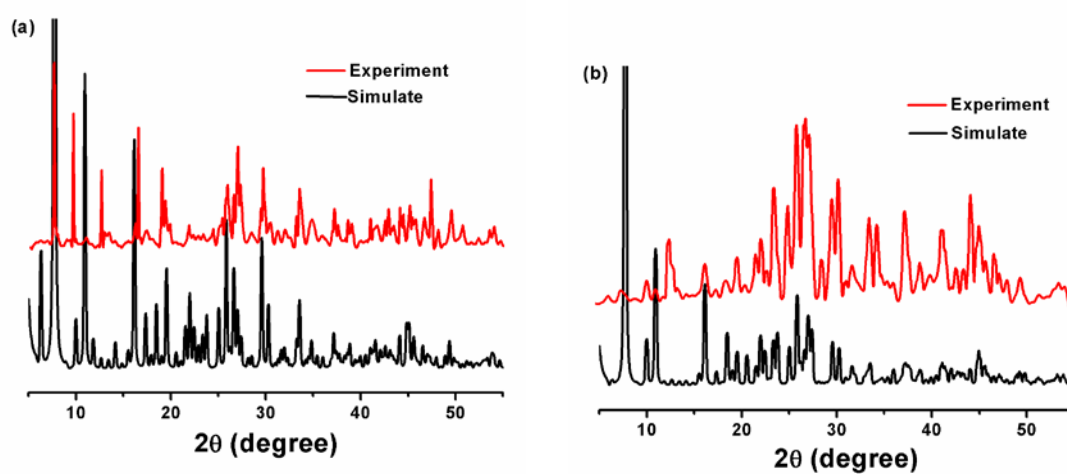 (a)
Experiment
Simulate
10 20 30 40 50
2θ (degree)
(b)
Experiment
Simulate
10 20 30 40 50
2θ (degree)